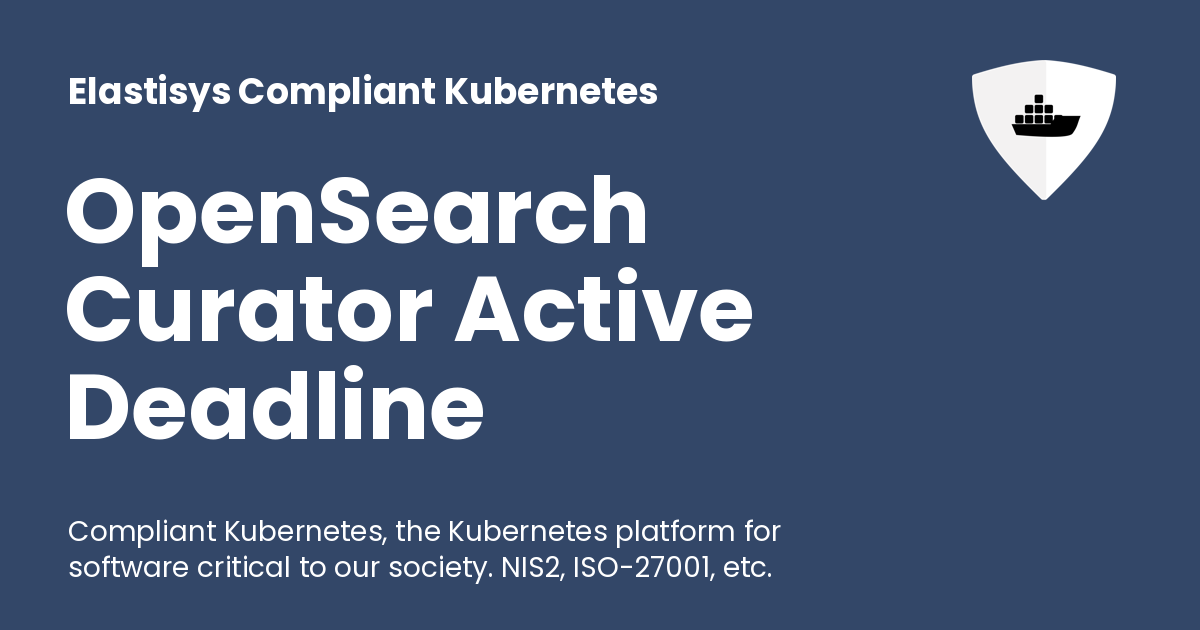 Elastisys Compliant Kubernetes
OpenSearch
Curator Active
Deadline
Compliant Kubernetes, the Kubernetes platform for
software critical to our society. NIS2, ISO-27001, etc.